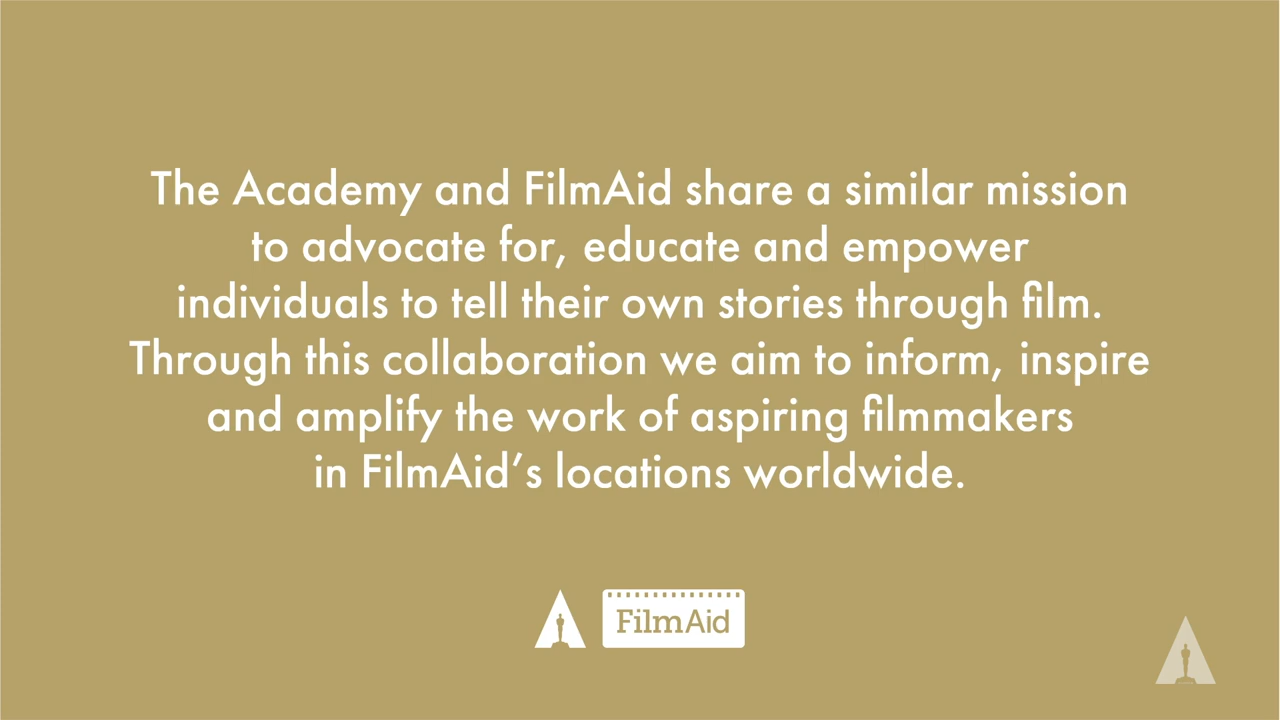 The Academy and FilmAid share a similar mission
to advocate for, educate and empower
individuals to tell their own stories through film.
Through this collaboration we aim to inform, inspire
and amplify the work of aspiring filmmakers
in FilmAid’s locations worldwide.
FilmAid